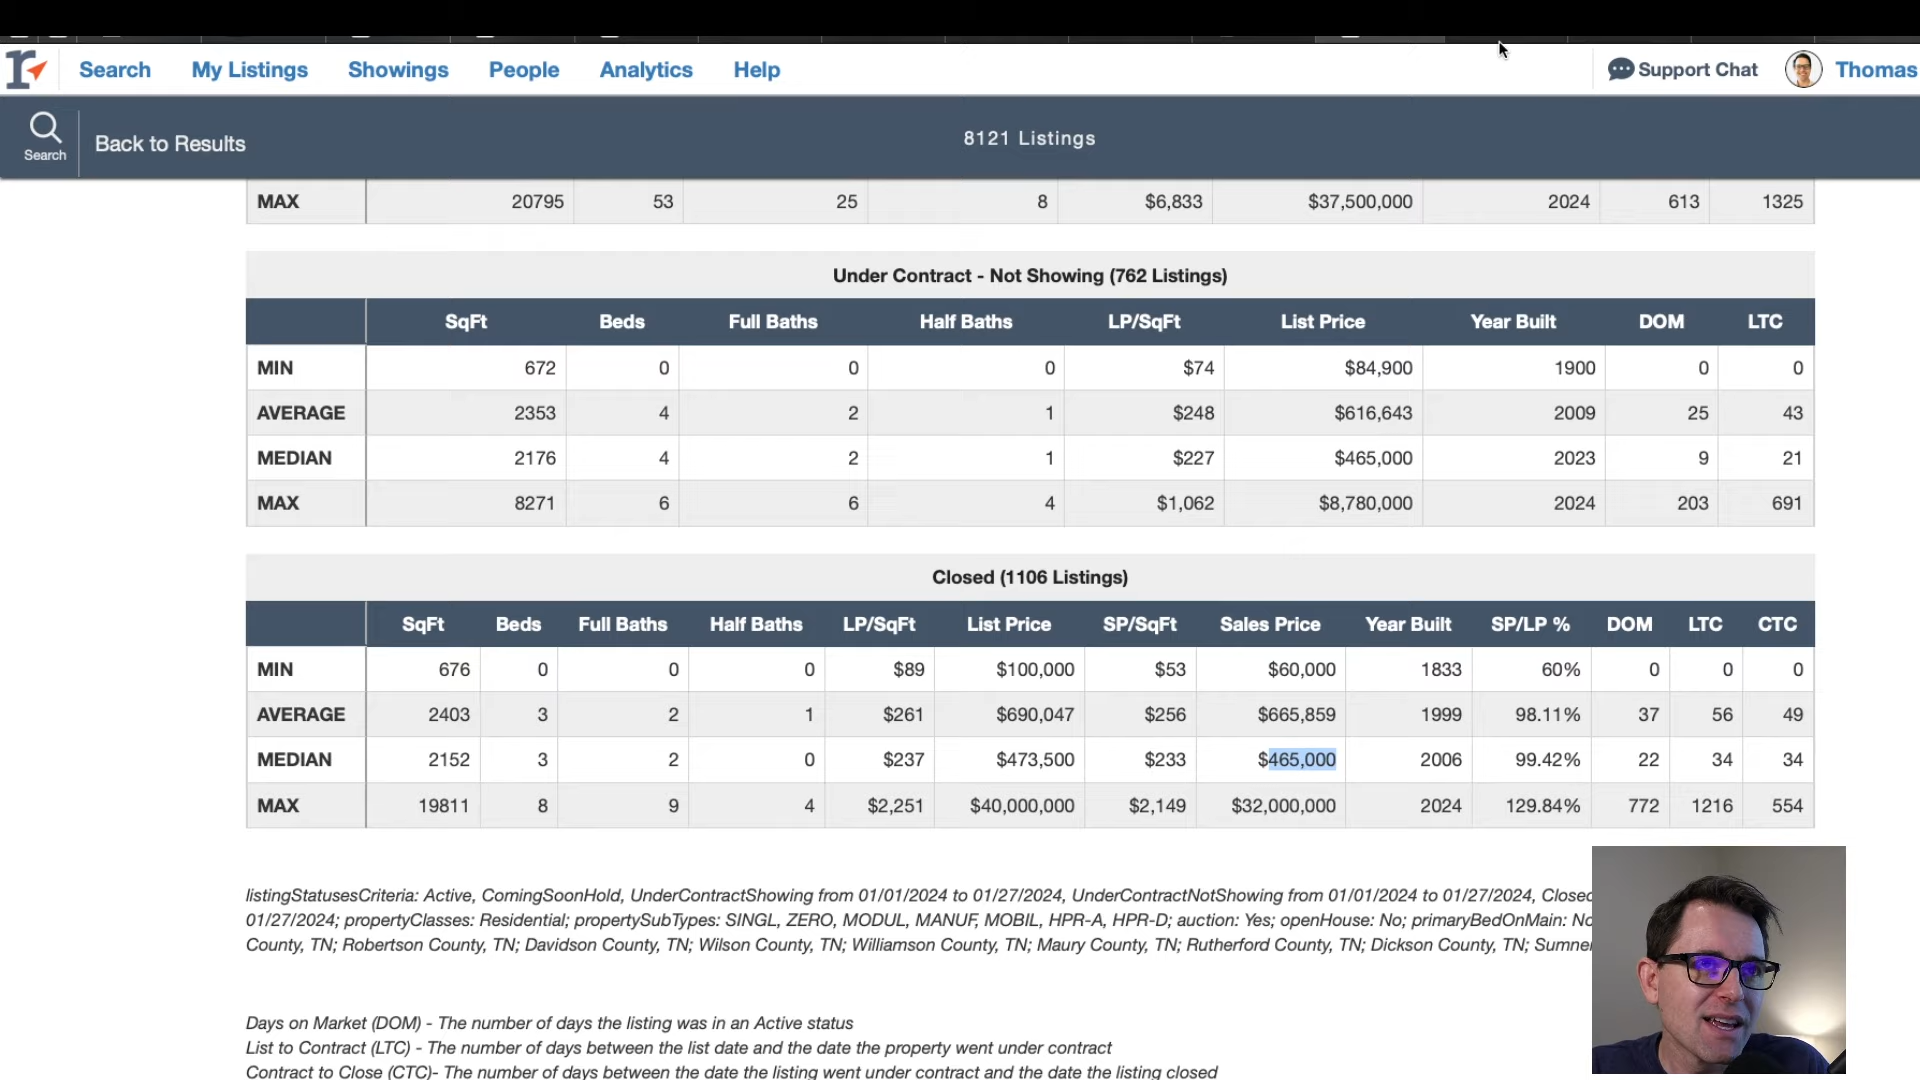 Search My Listings Showings People Analytics Help Support Chat Thomas
Search Back to Results 8121 Listings
MAX 20795 53 25 8 $6,833 $37,500,000 2024 613 1325
Under Contract - Not Showing (762 Listings)
SqFt Beds Full Baths Half Baths LP/SqFt List Price Year Built DOM LTC
MIN 672 0 0 0 $74 $84,900 1900 0 0
AVERAGE 2353 4 2 1 $248 $616,643 2009 25 43
MEDIAN 2176 4 2 1 $227 $465,000 2023 9 21
MAX 8271 6 6 4 $1,062 $8,780,000 2024 203 691
Closed (1106 Listings)
SqFt Beds Full Baths Half Baths LP/SqFt List Price SP/SqFt Sales Price Year Built SP/LP % DOM LTC CTC
MIN 676 0 0 0 $89 $100,000 $53 $60,000 1833 60% 0 0 0
AVERAGE 2403 3 2 1 $261 $690,047 $256 $665,859 1999 98.11% 37 56 49
MEDIAN 2152 3 2 0 $237 $473,500 $233 $465,000 2006 99.42% 22 34 34
MAX 19811 8 9 4 $2,251 $40,000,000 $2,149 $32,000,000 2024 129.84% 772 1216 554
listingStatusesCriteria: Active, ComingSoonHold, UnderContractShowing from 01/01/2024 to 01/27/2024, UnderContractNotShowing from 01/01/2024 to 01/27/2024, Closed
01/27/2024; propertyClasses: Residential; propertySubTypes: SINGL, ZERO, MODUL, MANUF, MOBIL, HPR-A, HPR-D; auction: Yes; openHouse: No; primaryBedOnMain: No
County, TN; Robertson County, TN; Davidson County, TN; Wilson County, TN; Williamson County, TN; Maury County, TN; Rutherford County, TN; Dickson County, TN; Sumner
Days on Market (DOM) - The number of days the listing was in an Active status
List to Contract (LTC) - The number of days between the list date and the date the property went under contract
Contract to Close (CTC)- The number of days between the date the listing went under contract and the date the listing closed